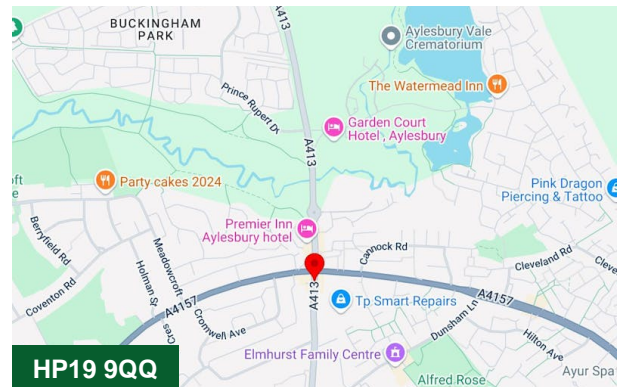 BUCKINGHAM
PARK
Aylesbury Vale
Crematorium
The Watermead Inn
Prince Rupert Dr
A413
Garden Court
Hotel , Aylesbury
oft
e
Party cakes 2024
Pink Dragon
Piercing & Tattoo
Premier Inn
Aylesbury hotel
Cannock Rd
Berryfield Rd
Meadowcroft
Holman St
Cleveland Rd
Cleve
Coventon Rd
A4157
Cres
Cromwell Ave
A413
Tp Smart Repairs
A4157
Dunsham Ln
Hilton Ave
Elmhurst Family Centre
Ayur Spa
Alfred Rose
HP19 9QQ